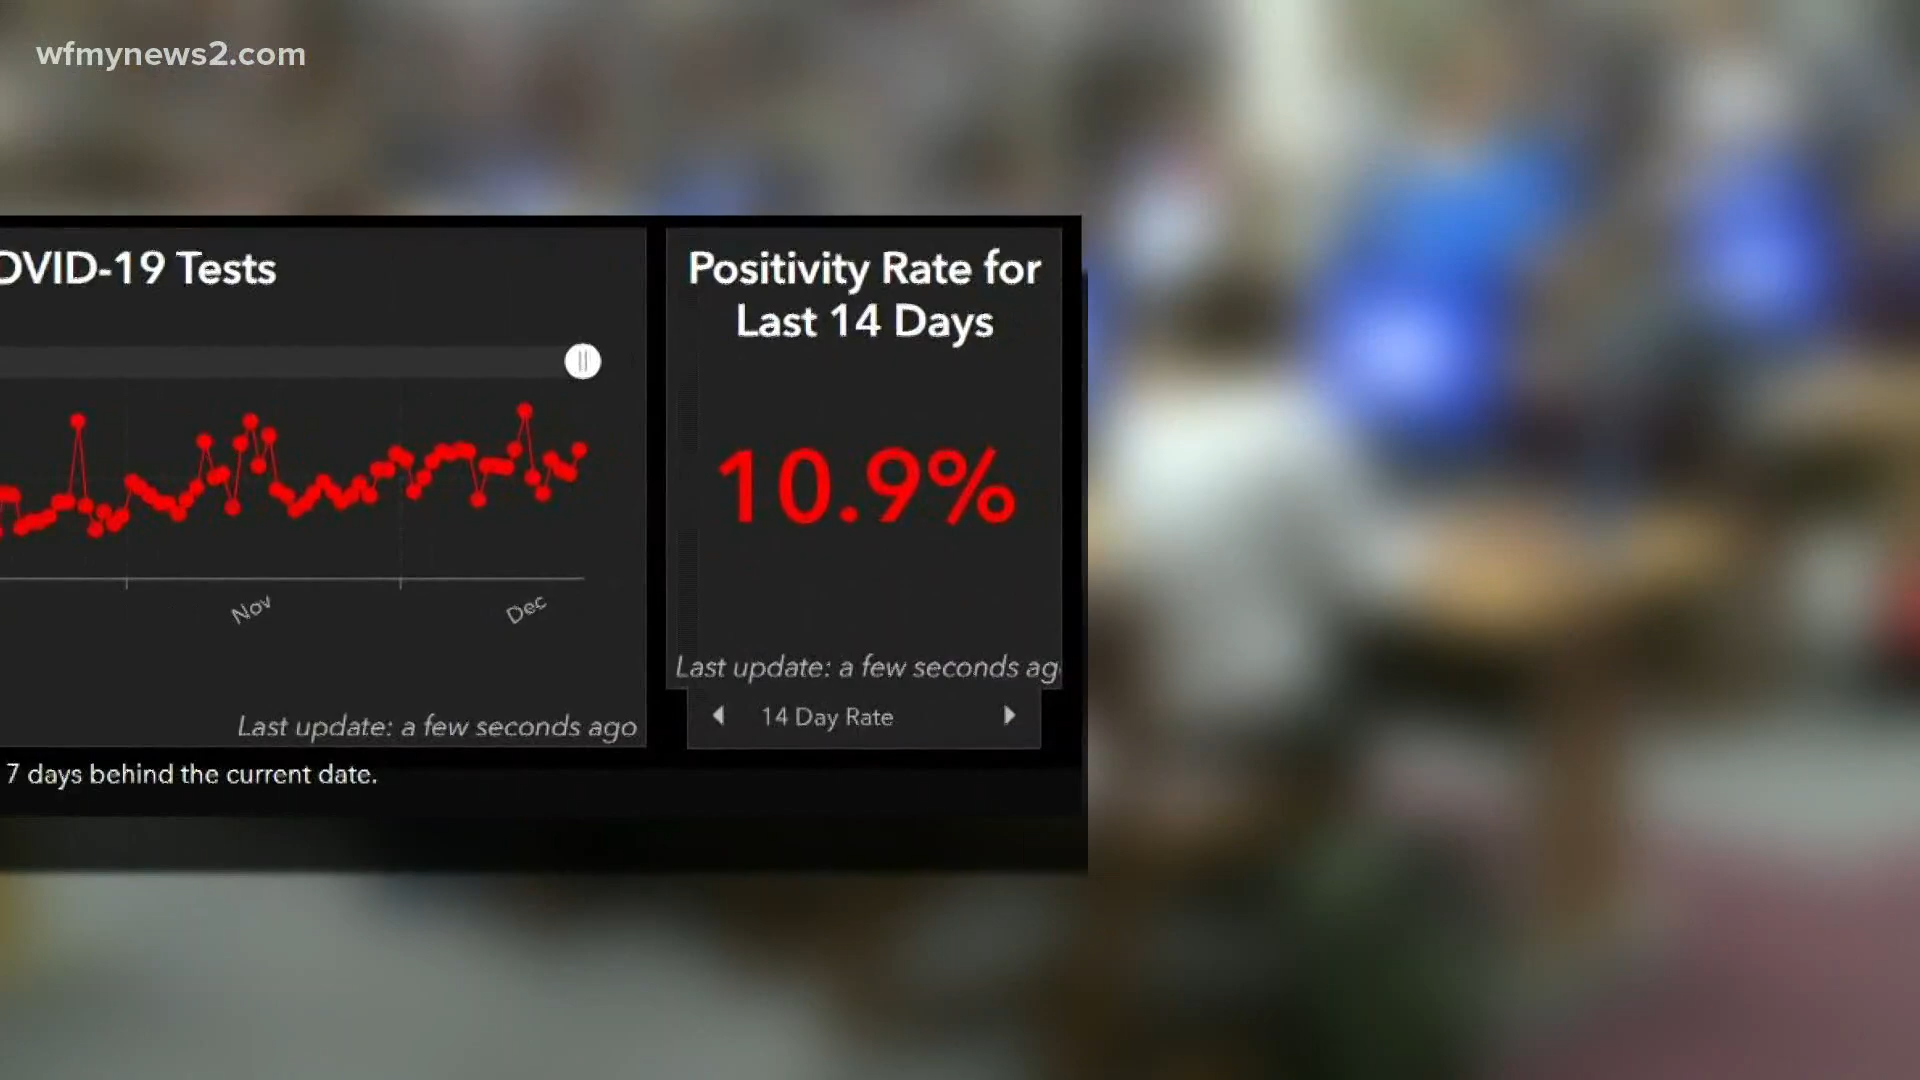 wfmynews2.com
OVID-19 Tests
Nov
Dec
Last update: a few seconds ago
7 days behind the current date.
Positivity Rate for
Last 14 Days
10.9%
Last update: a few seconds ag
14 Day Rate